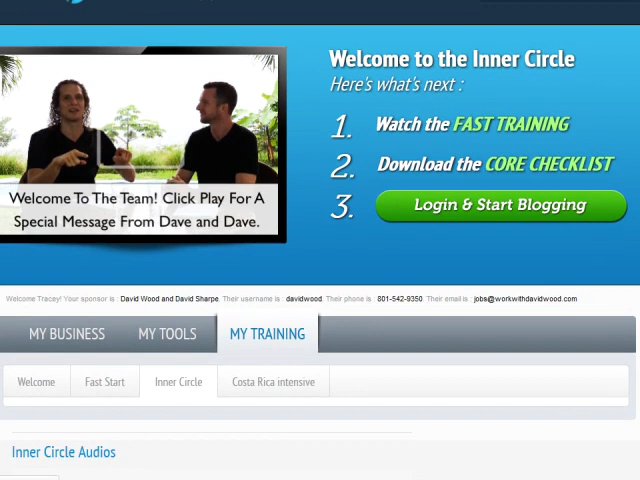 Welcome to the Inner Circle
Here's what's next :
1. Watch the FAST TRAINING
2. Download the CORE CHECKLIST
3. Login & Start Blogging
Welcome To The Team! Click Play For A
Special Message From Dave and Dave.
Welcome Tracey! Your sponsor is : David Wood and David Sharpe. Their username is : davidwood. Their phone is : 801-542-9350. Their email is : jobs@workwithdavidwood.com
MY BUSINESS MY TOOLS MY TRAINING
Welcome Fast Start Inner Circle Costa Rica intensive
Inner Circle Audios